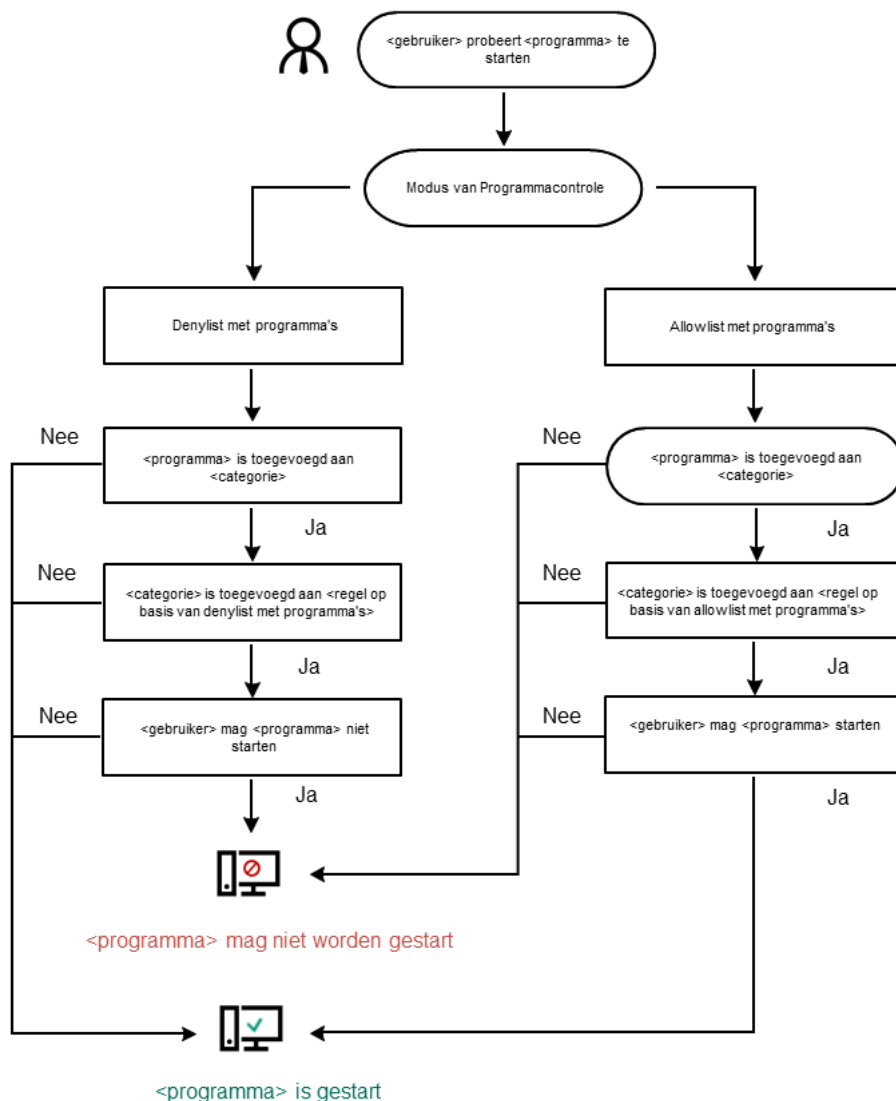 <gebruiker> probeert <programma> te
starten
Modus van Programmacontrole
Denylist met programma's
Allowlist met programma's
Nee
<programma> is toegevoegd aan
<categorie>
Ja
Nee
<programma> is toegevoegd aan
<categorie>
Ja
Nee
<categorie> is toegevoegd aan <regel op
basis van denylist met programma's>
Ja
Nee
<categorie> is toegevoegd aan <regel op
basis van allowlist met programma's>
Ja
Nee
<gebruiker> mag <programma> niet
starten
Ja
Nee
<gebruiker> mag <programma> starten
Ja
<programma> mag niet worden gestart
<programma> is gestart